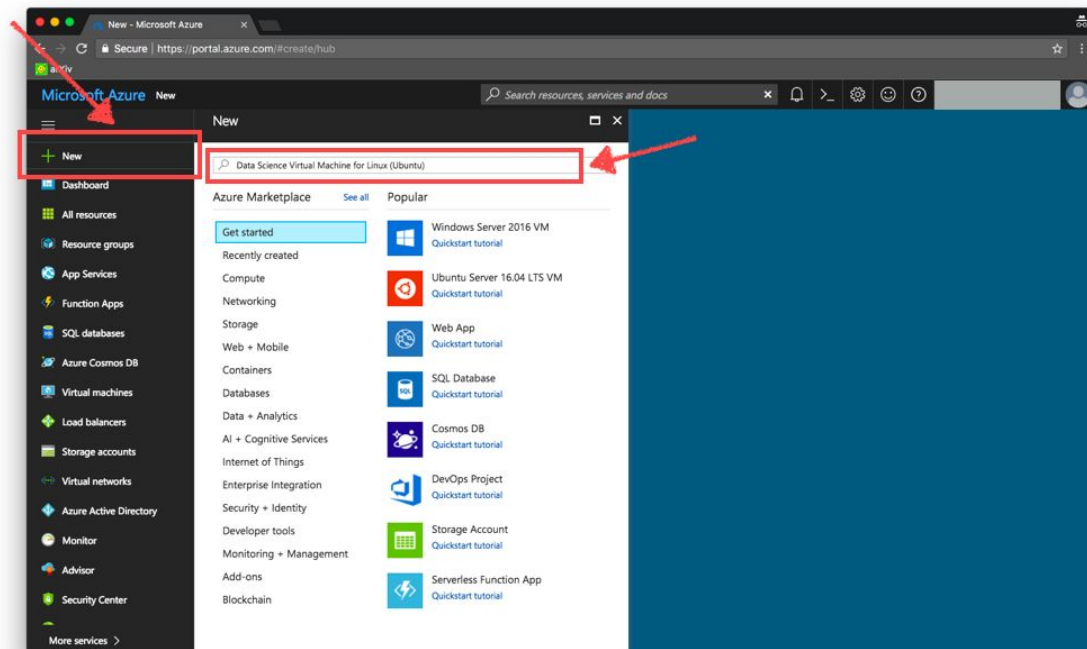 New - Microsoft Azure
Secure | https://portal.azure.com/#create/hub
arXiv
Microsoft Azure New
Search resources, services and docs
New
New
Data Science Virtual Machine for Linux (Ubuntu)
Dashboard
All resources
Resource groups
App Services
Function Apps
SQL databases
Azure Cosmos DB
Virtual machines
Load balancers
Storage accounts
Virtual networks
Azure Active Directory
Monitor
Advisor
Security Center
More services
Azure Marketplace See all
Get started
Recently created
Compute
Networking
Storage
Web + Mobile
Containers
Databases
Data + Analytics
AI + Cognitive Services
Internet of Things
Enterprise Integration
Security + Identity
Developer tools
Monitoring + Management
Add-ons
Blockchain
Popular
Windows Server 2016 VM
Quickstart tutorial
Ubuntu Server 16.04 LTS VM
Quickstart tutorial
Web App
Quickstart tutorial
SQL Database
Quickstart tutorial
SQL
Cosmos DB
Quickstart tutorial
DevOps Project
Quickstart tutorial
Storage Account
Quickstart tutorial
Serverless Function App
Quickstart tutorial